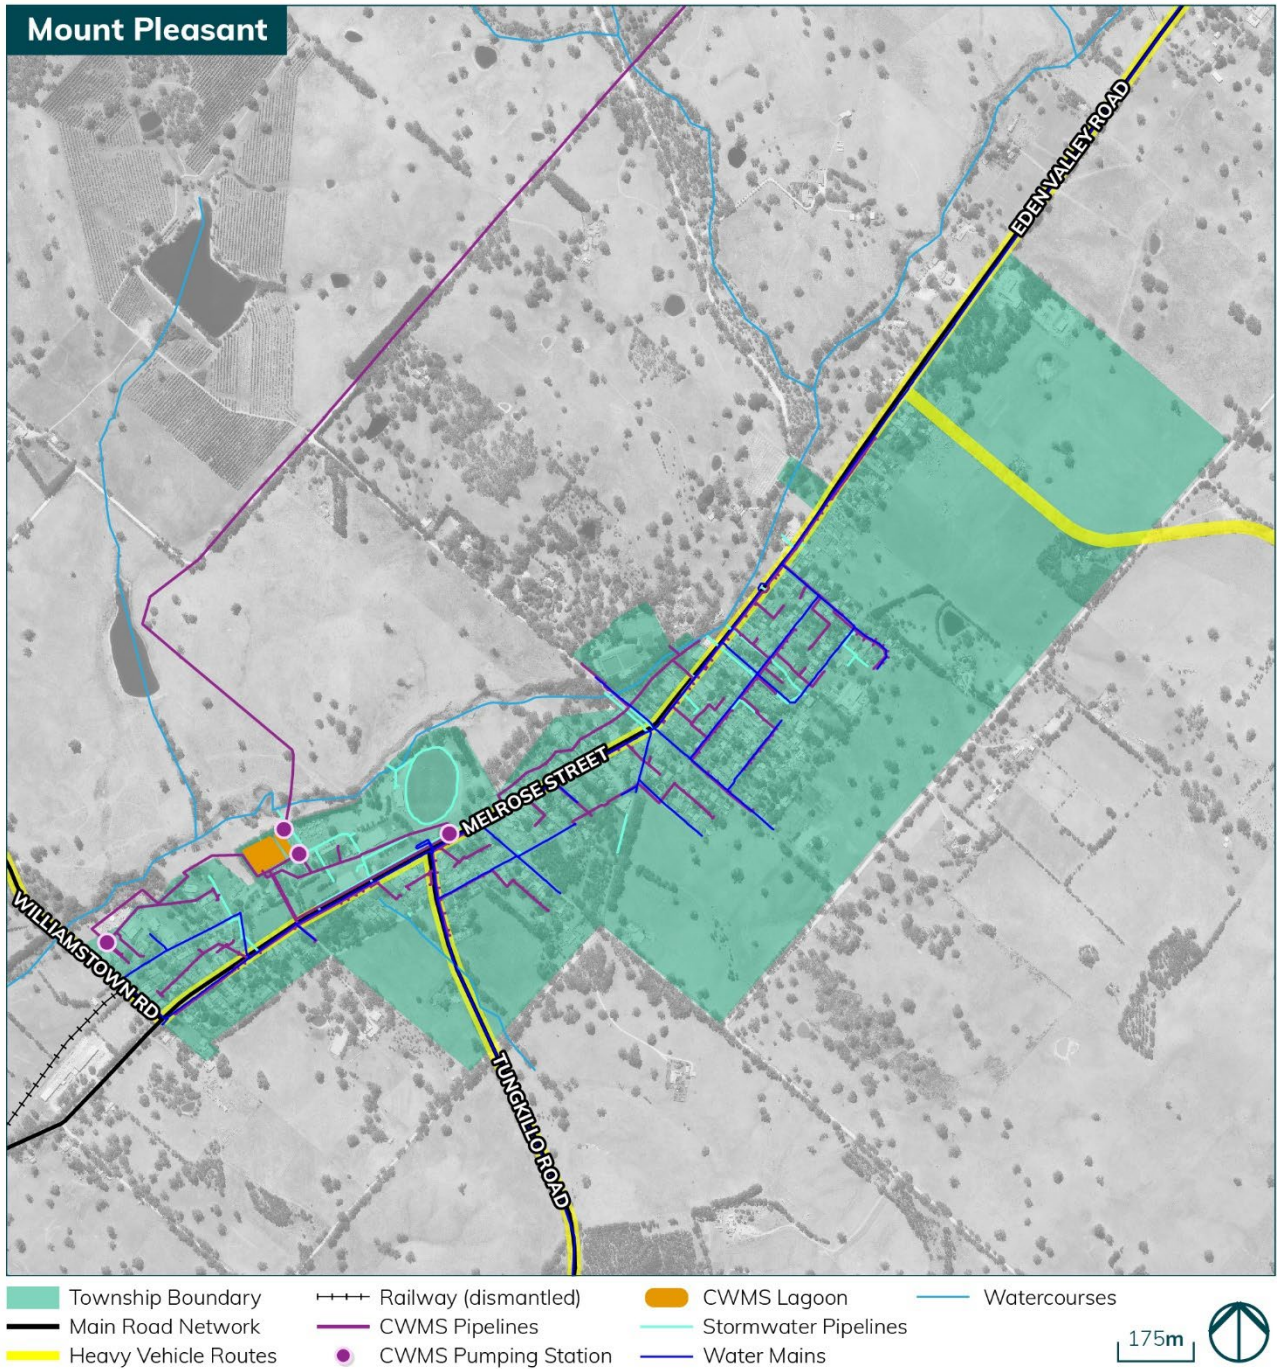 Mount Pleasant
EDEN VALLEY ROAD
MELROSE STREET
WILLIAMSTOWN RD
TUNGKILLO ROAD
Township Boundary
Railway (dismantled)
CWMS Lagoon
Watercourses
Main Road Network
CWMS Pipelines
Stormwater Pipelines
Heavy Vehicle Routes
CWMS Pumping Station
Water Mains
175m